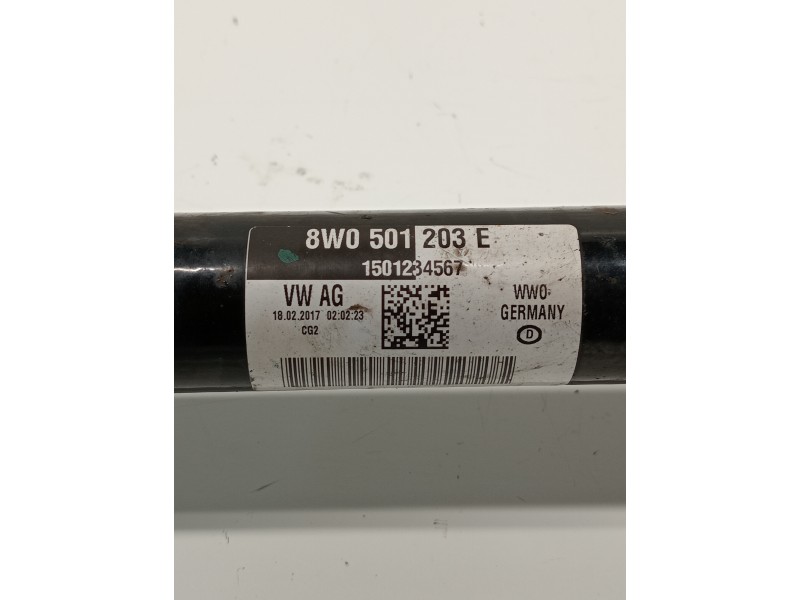 8W0 501 203 E
1501234567
VW AG
18.02.2017 02:02:23
CG2
WWO
GERMANY
D